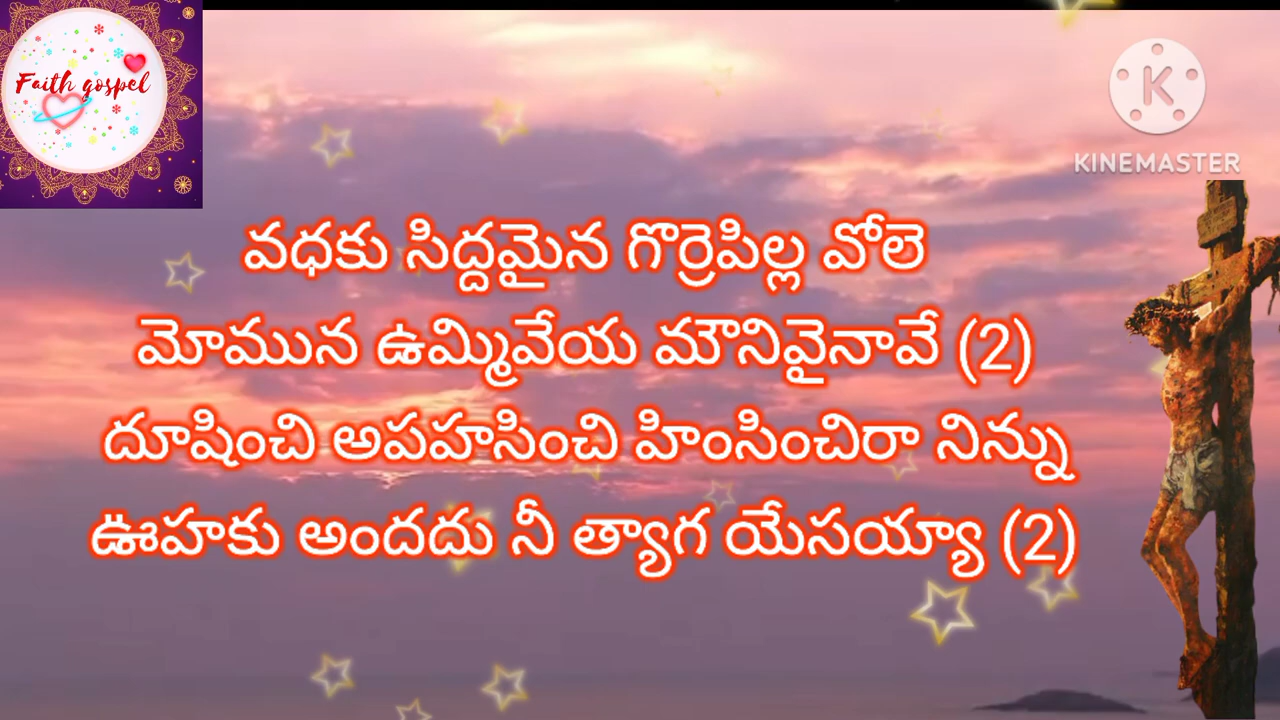 Faith gospel
KINEMASTER
వధకు సిద్దమైన గొర్రెపిల్ల వోలె
మోమున ఉమ్మివేయ మౌనివైనావే (2)
దూషించి అపహసించి హింసించిరా నిన్ను
ఊహకు అందదు నీ త్యాగ యేసయ్యా (2)